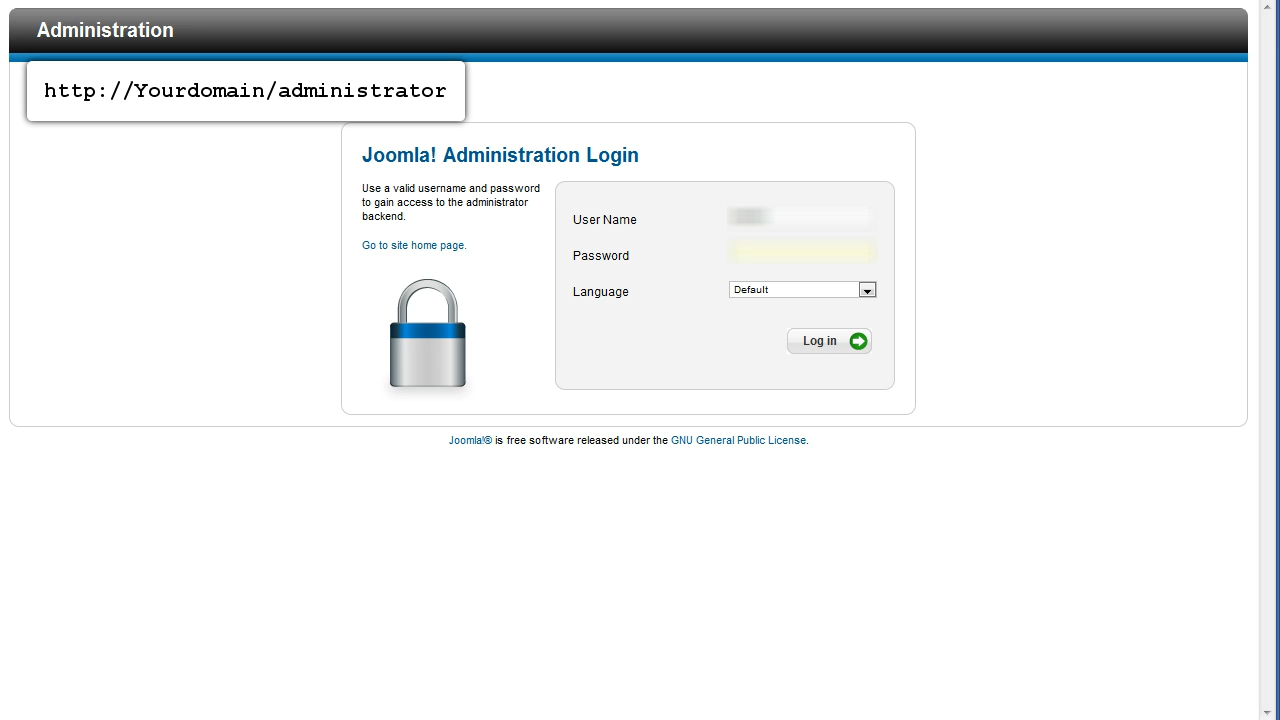 Administration
http://Yourdomain/administrator
Joomla! Administration Login
Use a valid username and password
to gain access to the administrator
backend.
Go to site home page.
User Name
Password
Language
Default
Log in
Joomla!® is free software released under the GNU General Public License.